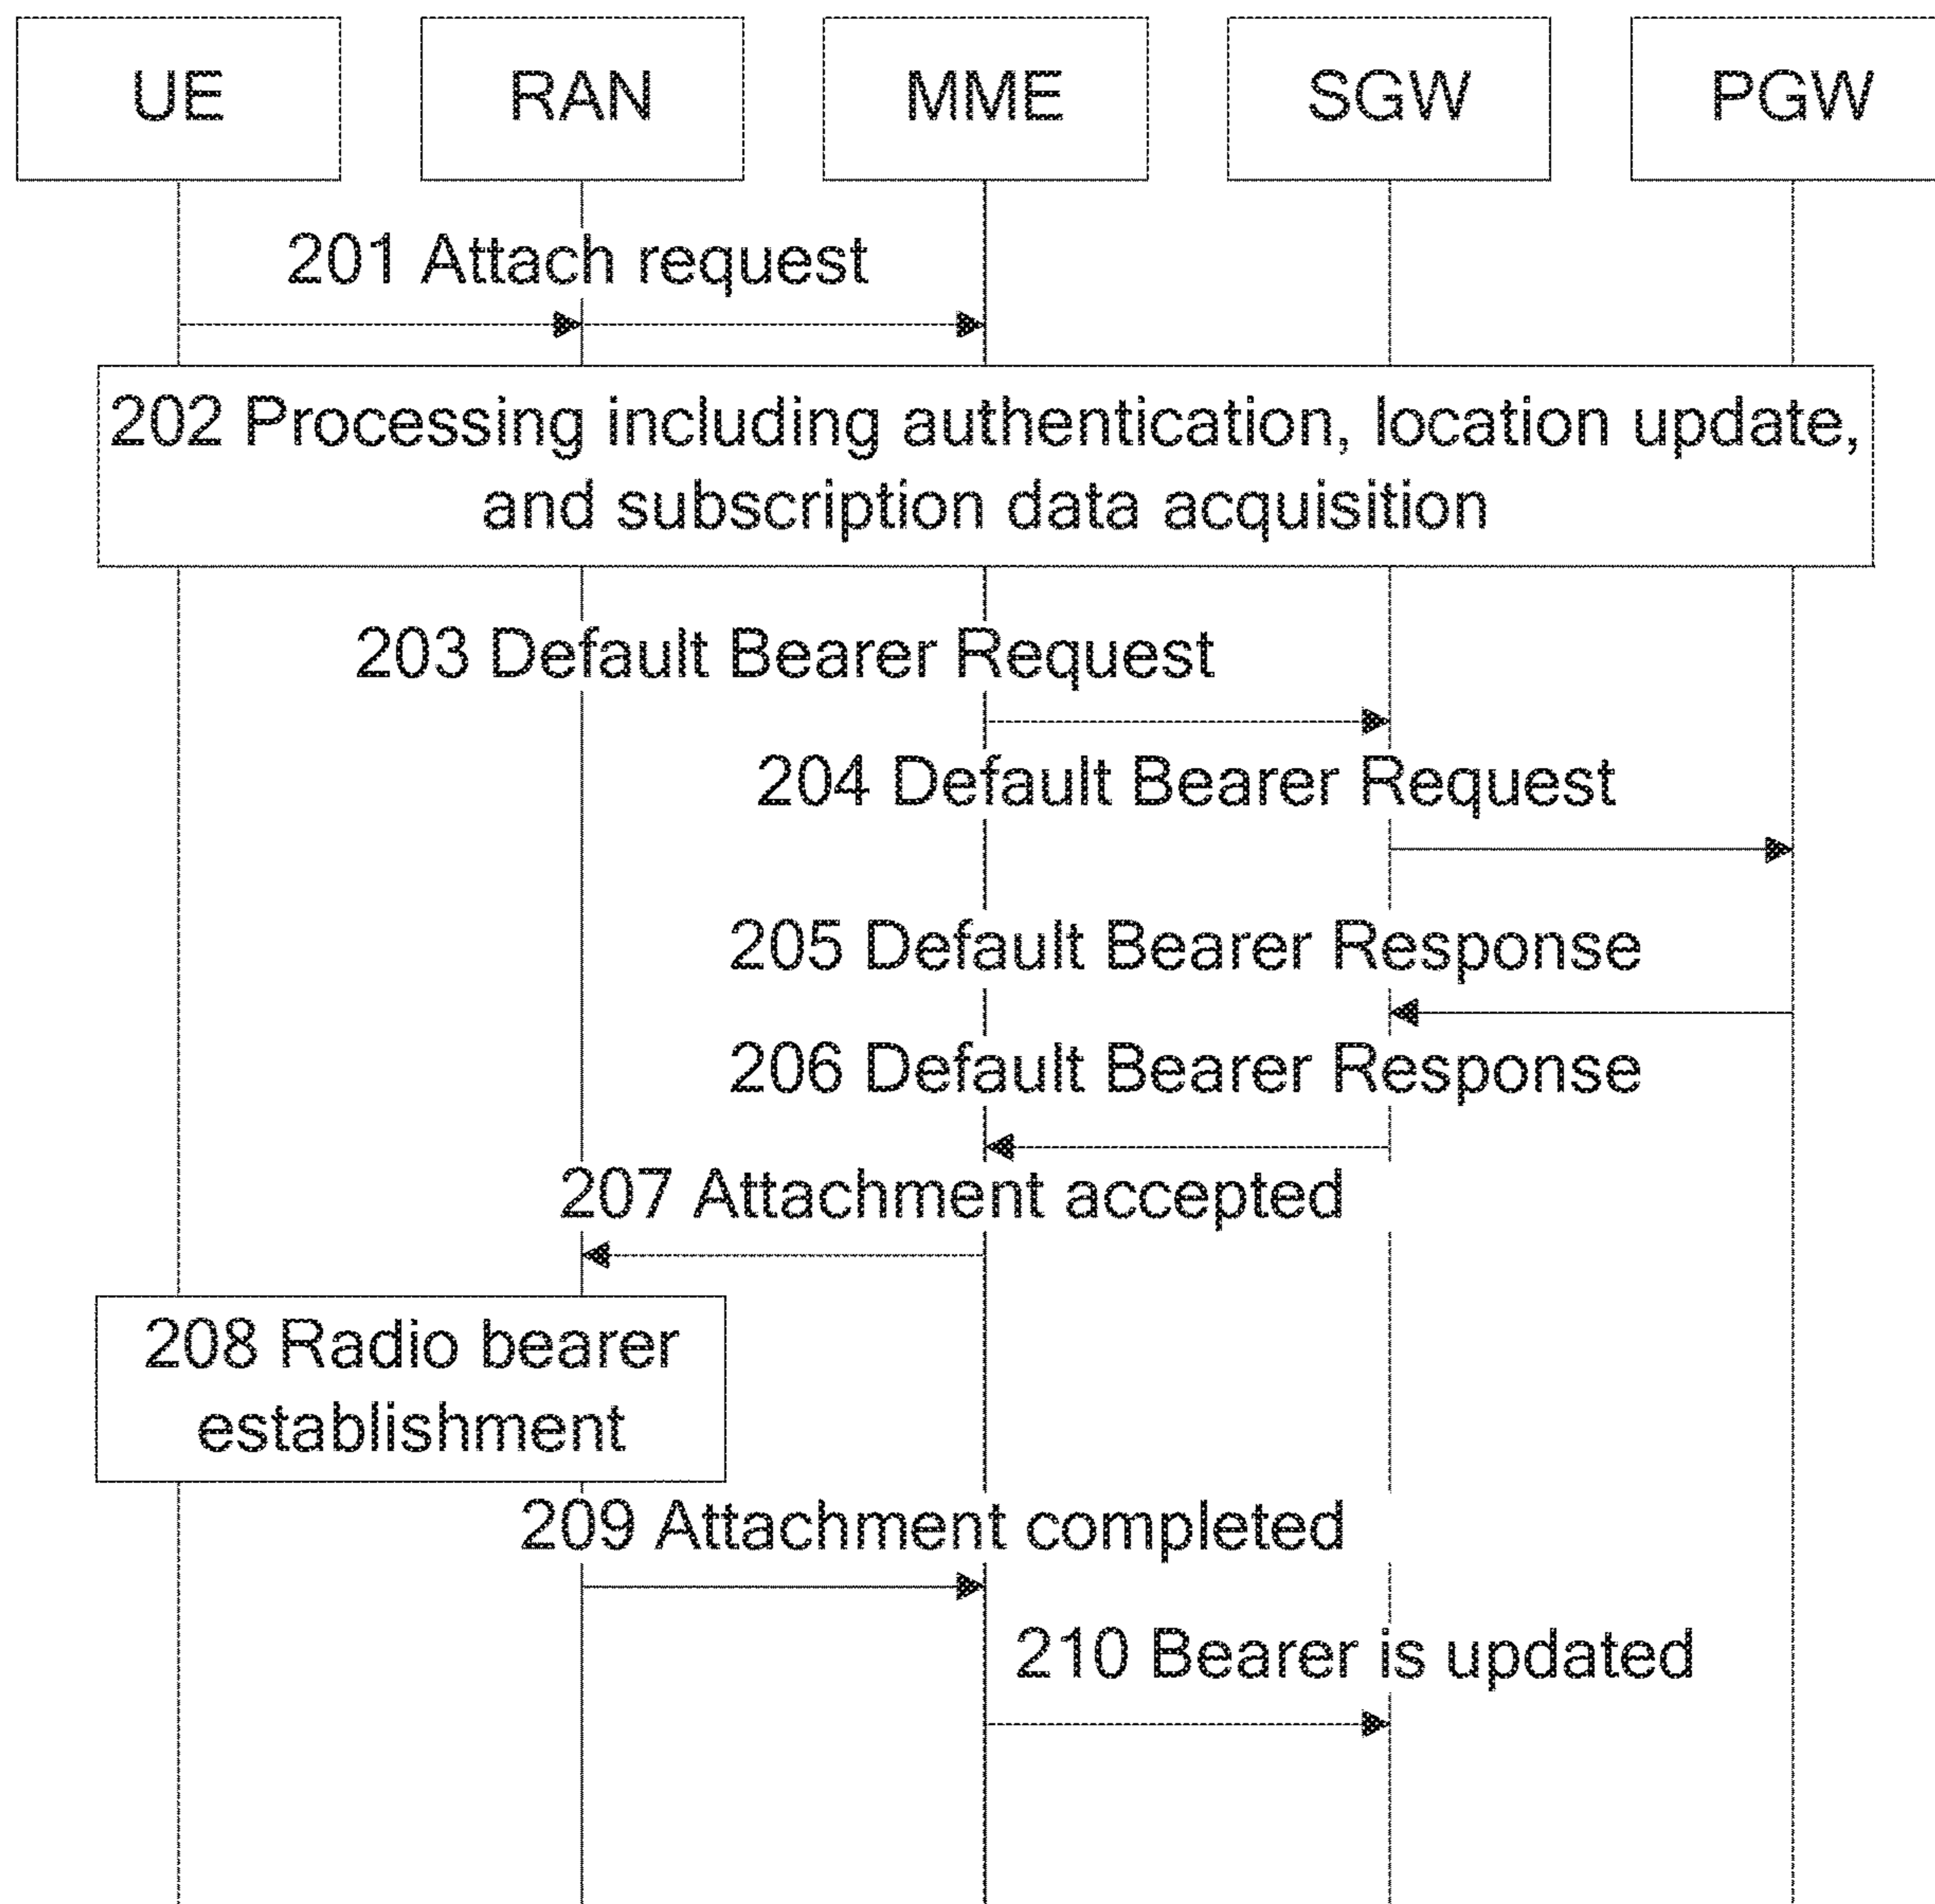 UE
RAN
MME
SGW
PGW
201 Attach request
202 Processing including authentication, location update,
and subscription data acquisition
203 Default Bearer Request
204 Default Bearer Request
205 Default Bearer Response
206 Default Bearer Response
207 Attachment accepted
208 Radio bearer
establishment
209 Attachment completed
210 Bearer is updated